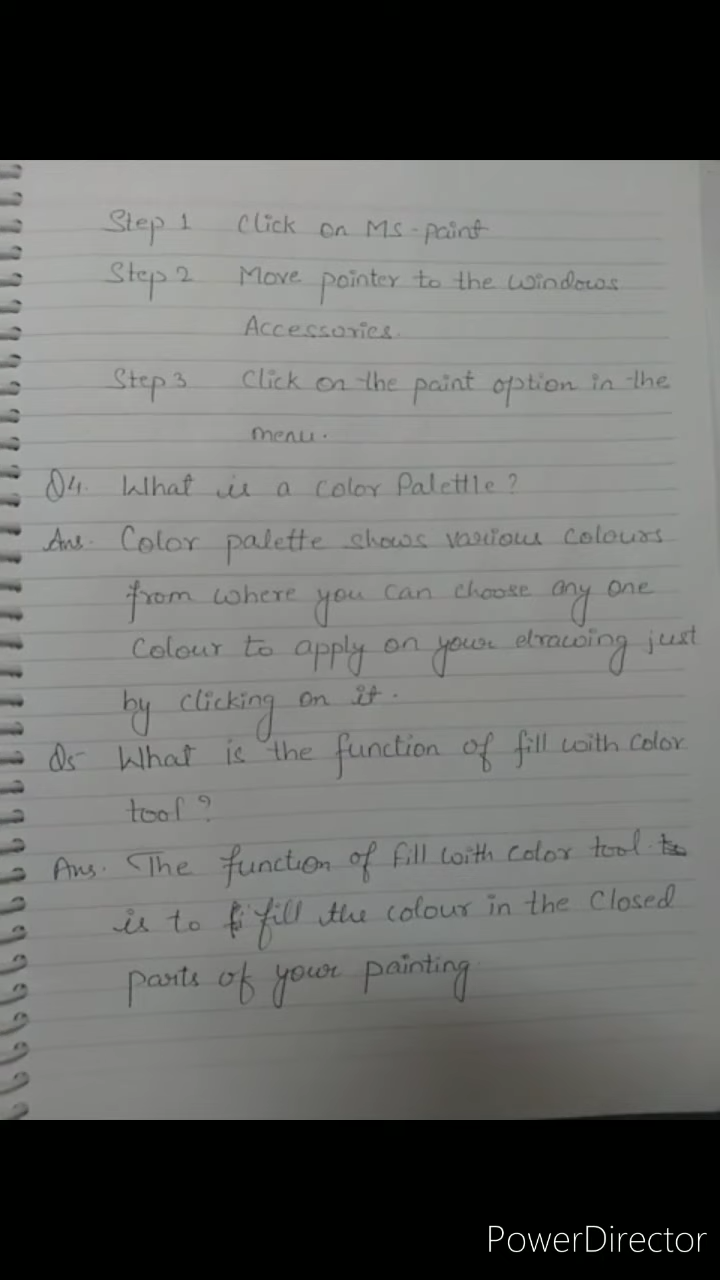 Step 1 Click on MS-paint
Step 2 Move pointer to the windows
Accessories.
Step 3 Click on the paint option in the
menu.
Q4. What is a color Palettle?
Ans. Color palette shows various colours
from where you can choose any one
colour to apply on your drawing just
by clicking on it.
Q5 What is the function of fill with color
tool?
Ans. The function of fill with color tool
is to fill the colour in the closed
parts of your painting
PowerDirector